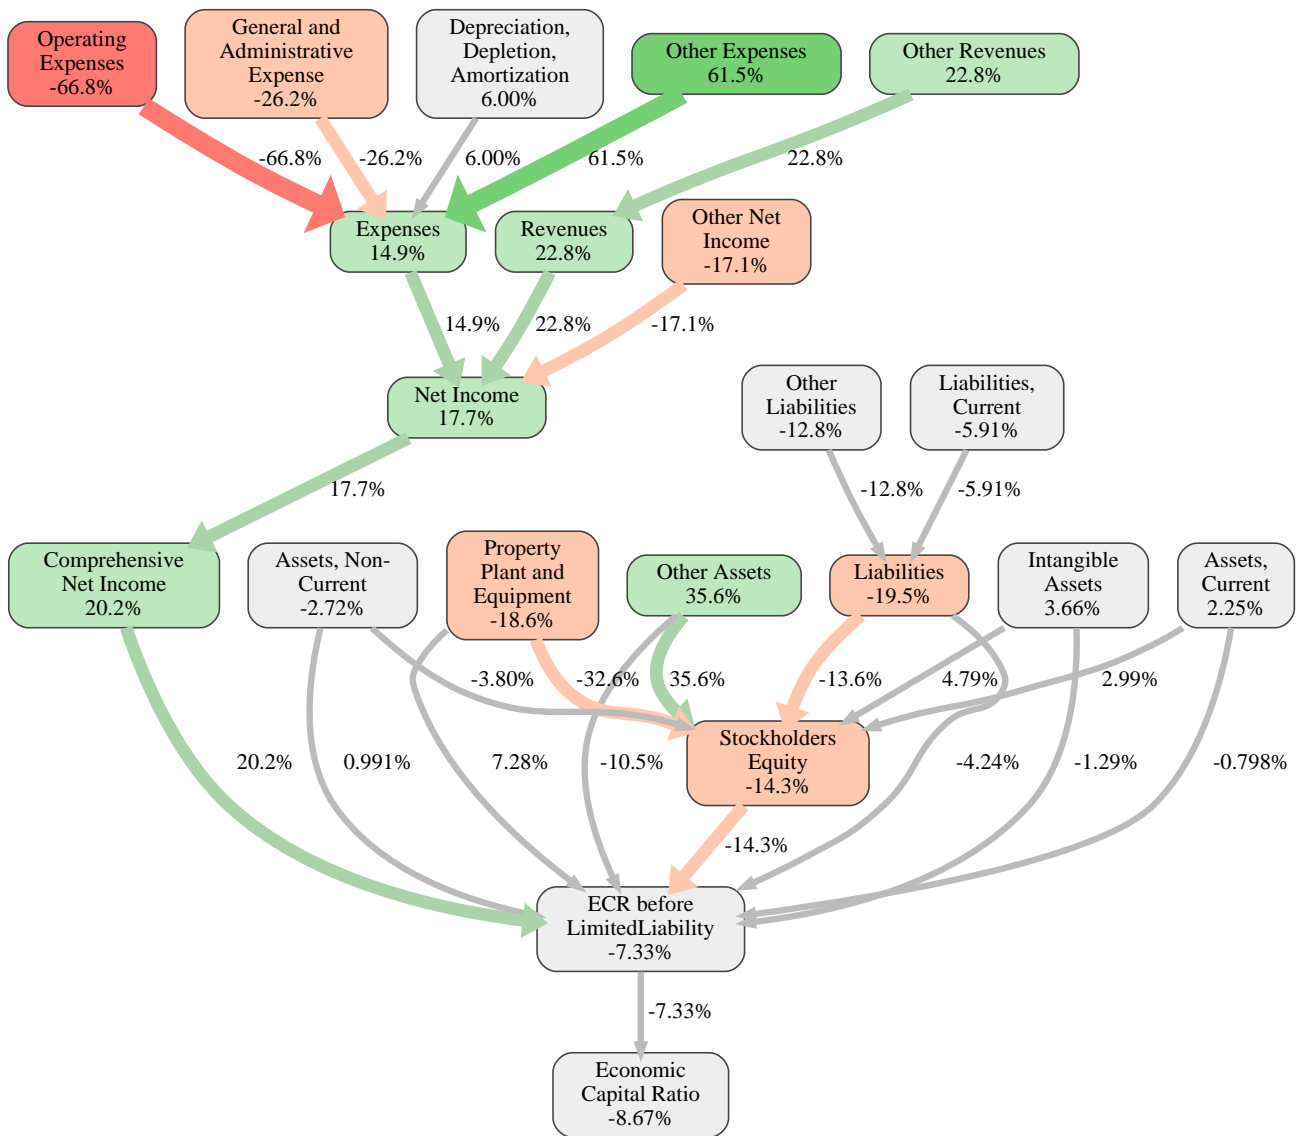 Operating
Expenses
-66.8%
General and
Administrative
Expense
-26.2%
Depreciation,
Depletion,
Amortization
6.00%
Other Expenses
61.5%
Other Revenues
22.8%
-66.8%
-26.2%
6.00%
61.5%
22.8%
Expenses
14.9%
Revenues
22.8%
Other Net
Income
-17.1%
14.9%
22.8%
-17.1%
Net Income
17.7%
Other
Liabilities
-12.8%
Liabilities,
Current
-5.91%
17.7%
-12.8%
-5.91%
Comprehensive
Net Income
20.2%
Assets, Non-
Current
-2.72%
Property
Plant and
Equipment
-18.6%
Other Assets
35.6%
Liabilities
-19.5%
Intangible
Assets
3.66%
Assets,
Current
2.25%
-3.80%
-32.6%
35.6%
-13.6%
4.79%
2.99%
Stockholders
Equity
-14.3%
20.2%
0.991%
7.28%
-10.5%
-4.24%
-1.29%
-0.798%
-14.3%
ECR before
LimitedLiability
-7.33%
-7.33%
Economic
Capital Ratio
-8.67%